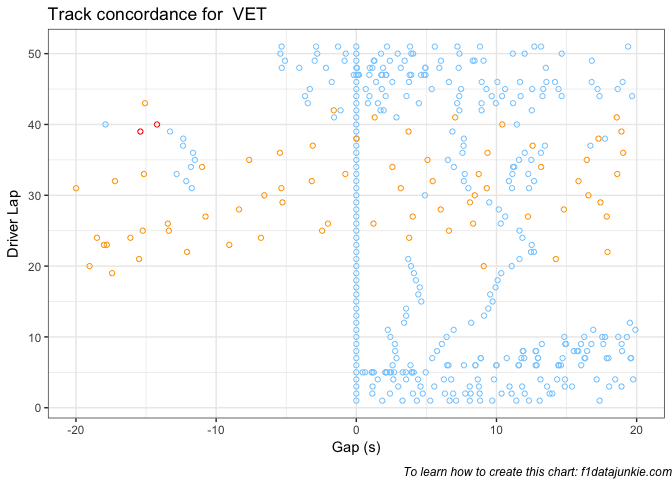 Track concordance for  VET
50
40
30
20
10
0
Driver Lap
-20
-10
0
10
20
Gap (s)
To learn how to create this chart: f1datajunkie.com